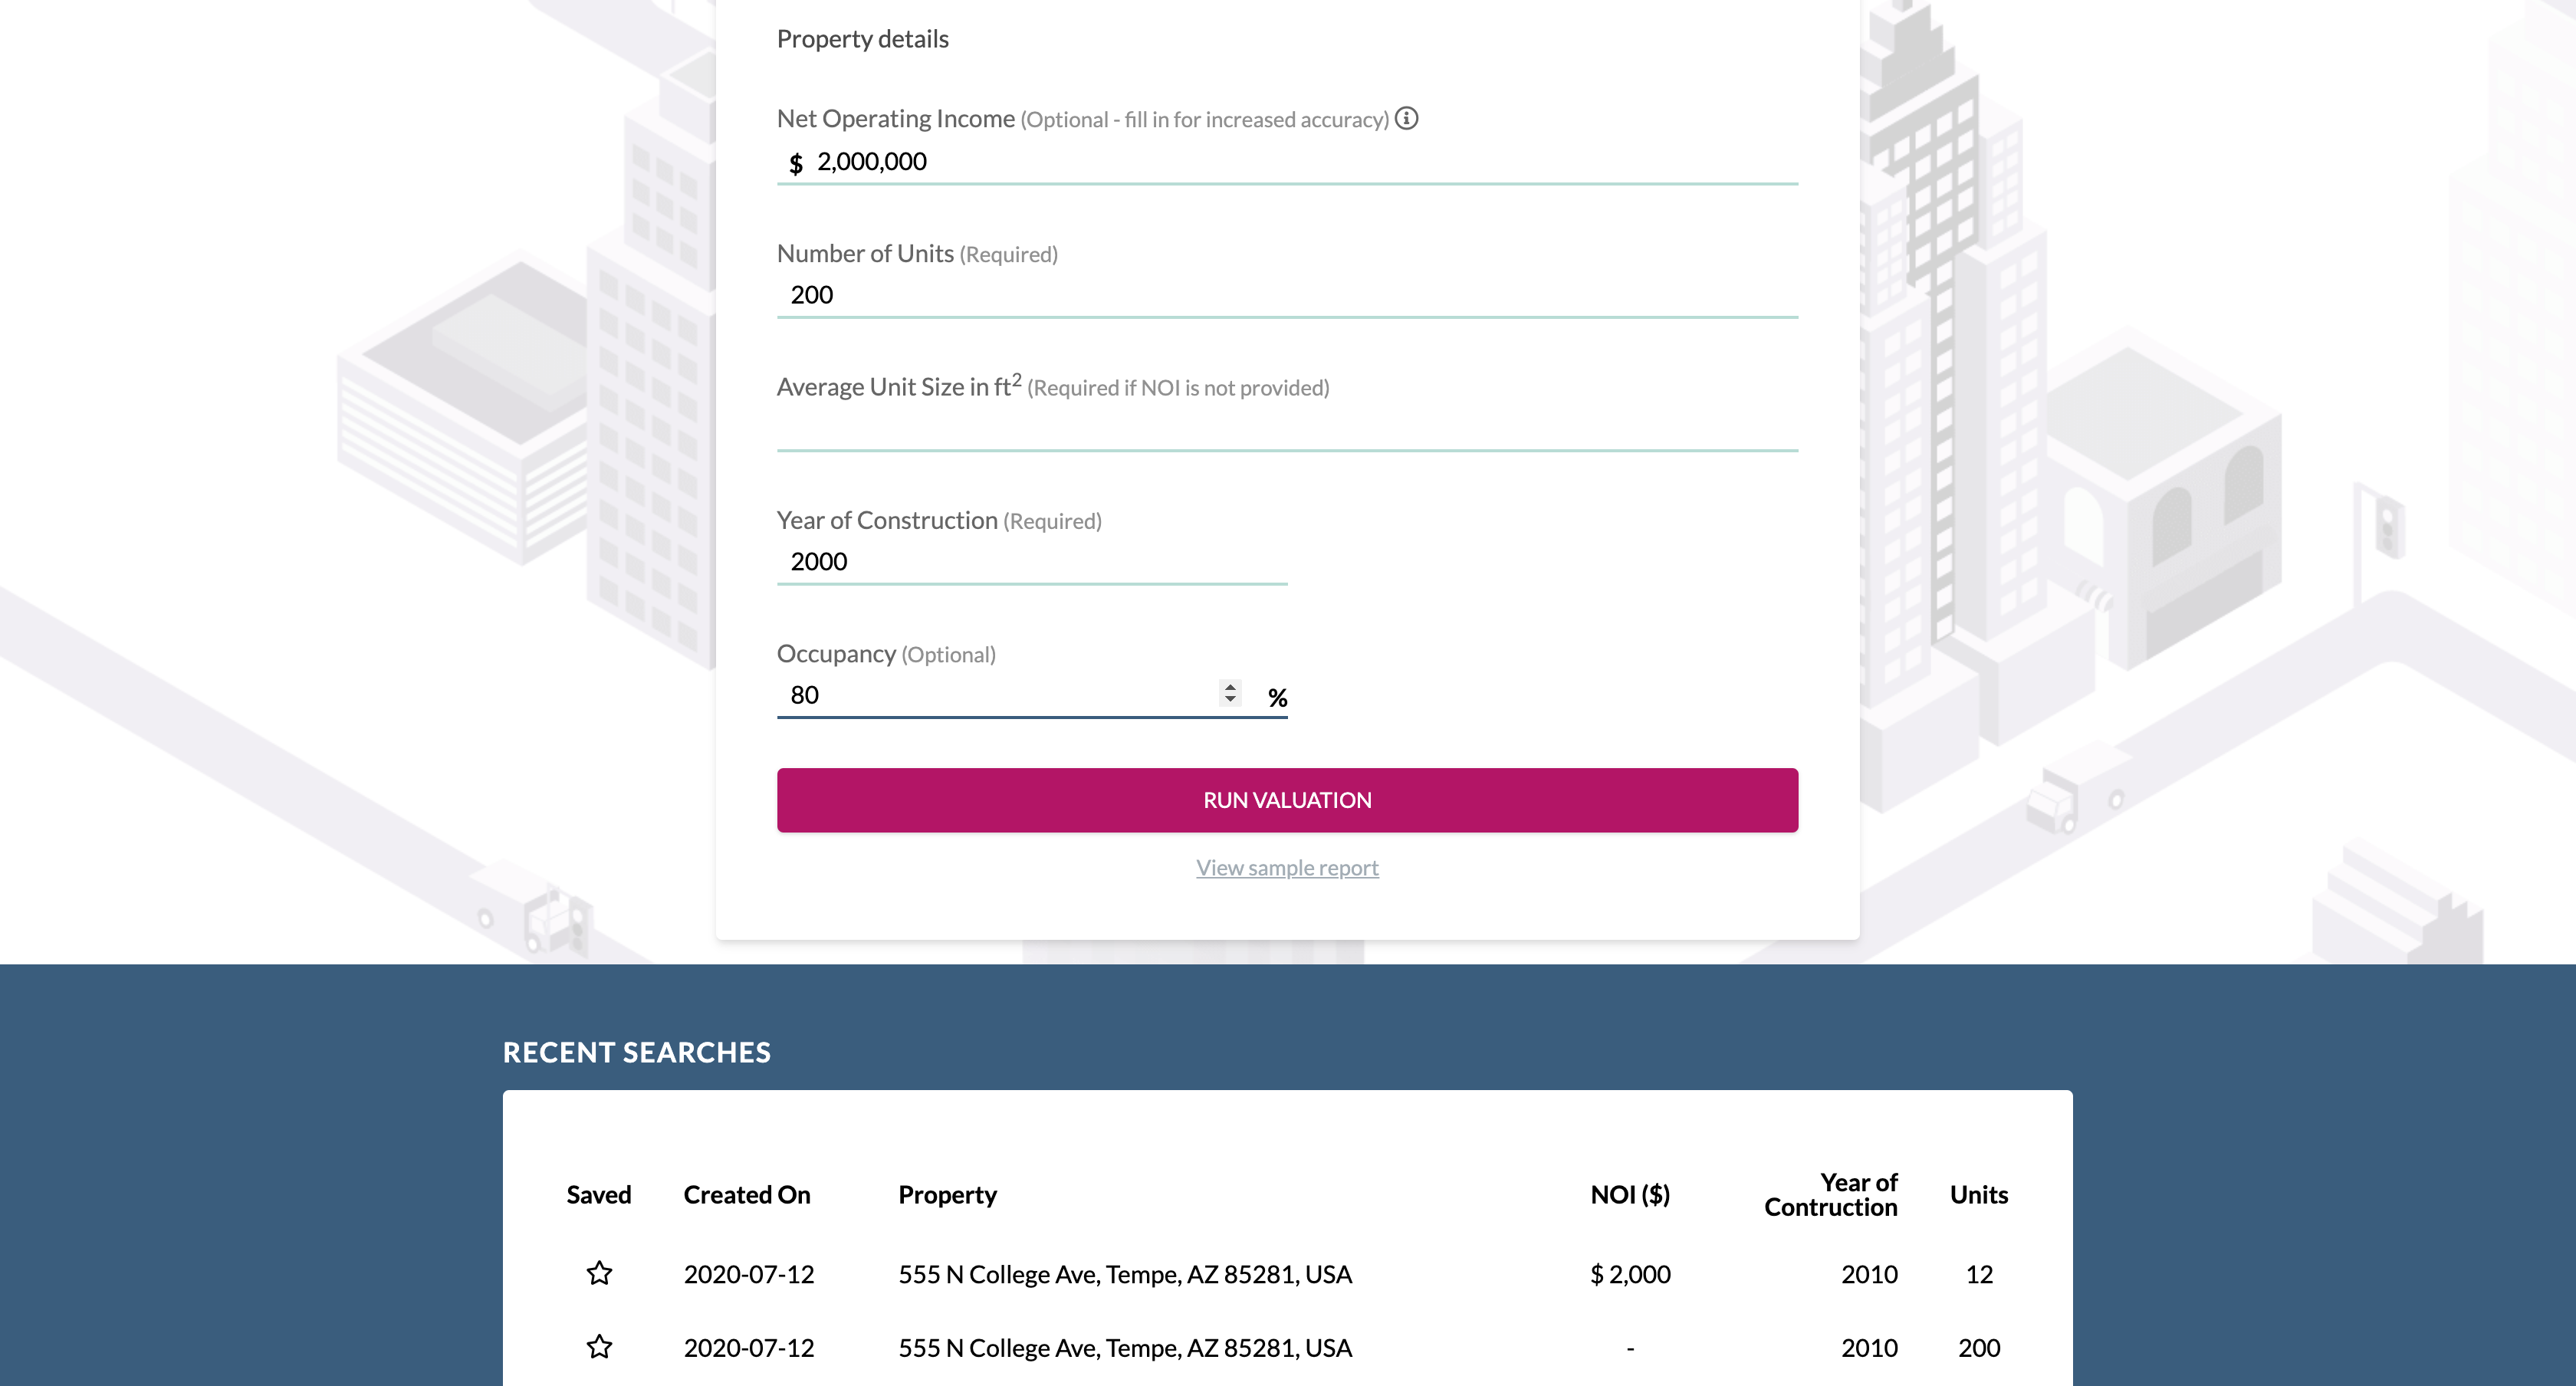 Property details
Net Operating Income (Optional - fill in for increased accuracy)
$ 2,000,000
Number of Units (Required)
200
Average Unit Size in ft² (Required if NOI is not provided)
Year of Construction (Required)
2000
Occupancy (Optional)
80 %
RUN VALUATION
View sample report
RECENT SEARCHES
Saved Created On Property NOI ($) Year of Contruction Units
2020-07-12 555 N College Ave, Tempe, AZ 85281, USA $ 2,000 2010 12
2020-07-12 555 N College Ave, Tempe, AZ 85281, USA - 2010 200